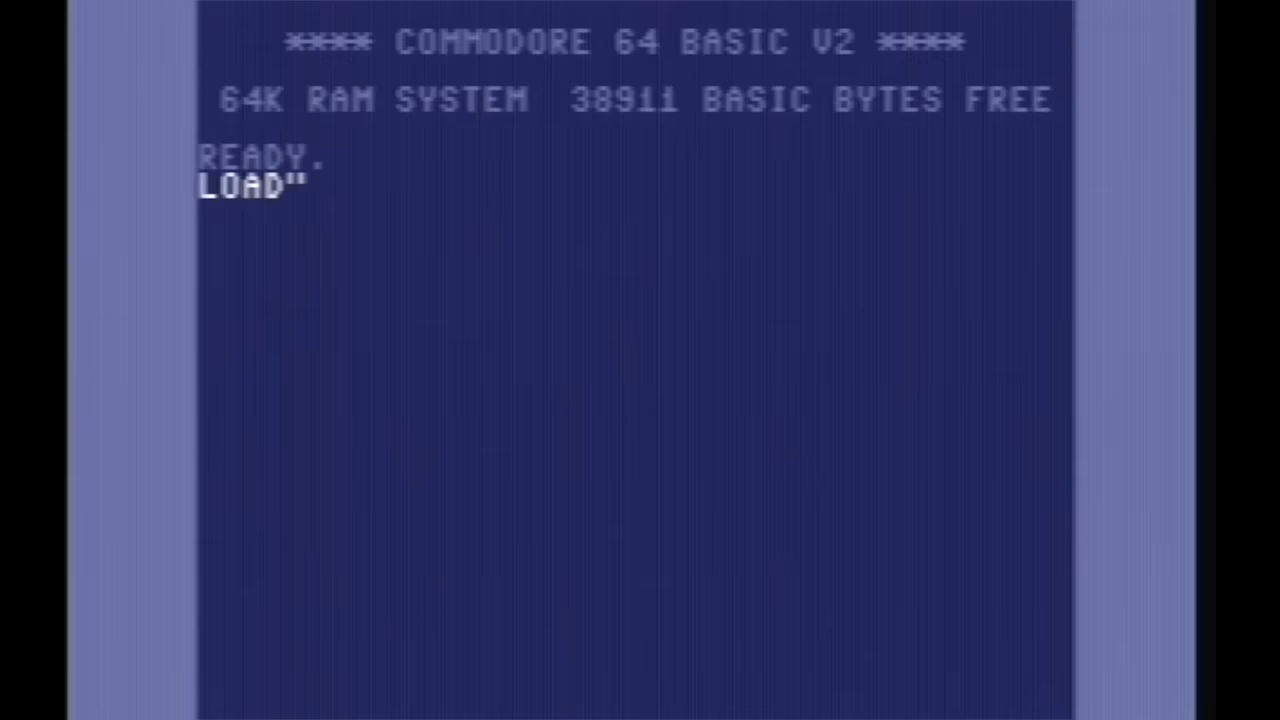 **** COMMODORE 64 BASIC V2 ****
64K RAM SYSTEM  38911 BASIC BYTES FREE
READY.
LOAD"